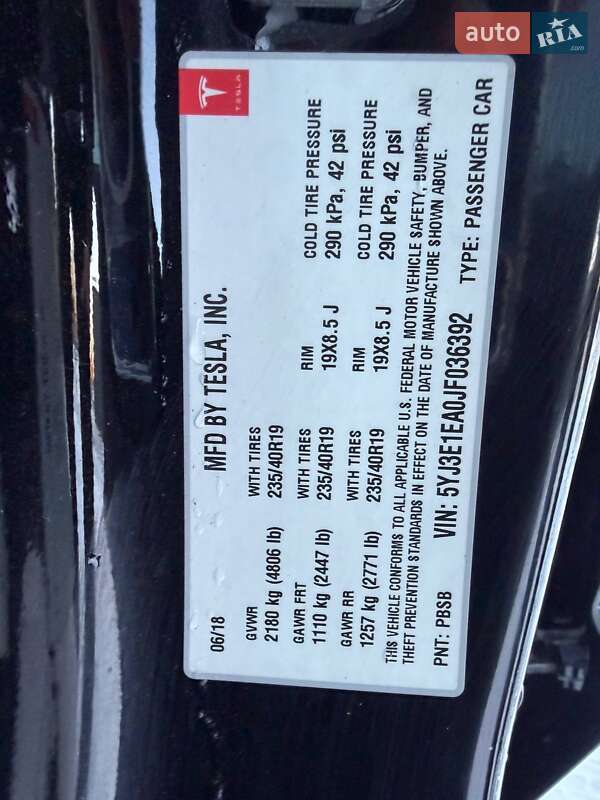 auto RIA.com
TESLA
MFD BY TESLA, INC.
06/18
GVWR WITH TIRES
2180 kg (4806 lb) 235/40R19
GAWR FRT WITH TIRES RIM COLD TIRE PRESSURE
1110 kg (2447 lb) 235/40R19 19X8.5 J 290 kPa, 42 psi
GAWR RR WITH TIRES RIM COLD TIRE PRESSURE
1257 kg (2771 lb) 235/40R19 19X8.5 J 290 kPa, 42 psi
THIS VEHICLE CONFORMS TO ALL APPLICABLE U.S. FEDERAL MOTOR VEHICLE SAFETY, BUMPER, AND
THEFT PREVENTION STANDARDS IN EFFECT ON THE DATE OF MANUFACTURE SHOWN ABOVE.
PNT: PBSB VIN: 5YJ3E1EA0JF036392 TYPE: PASSENGER CAR